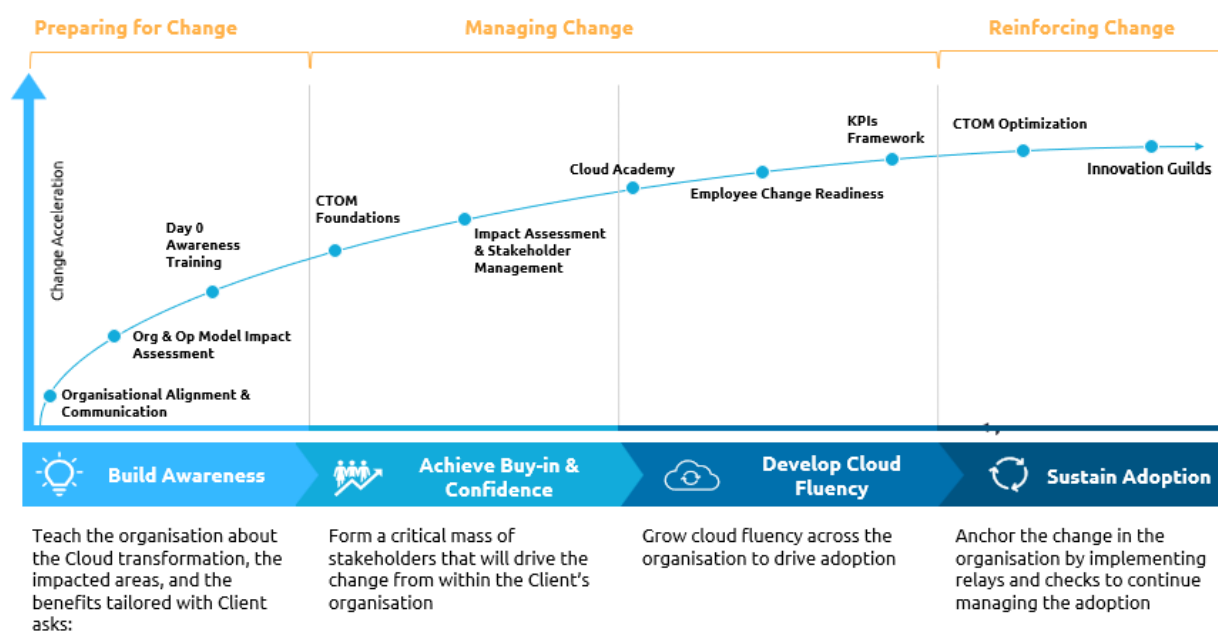 Preparing for Change
Managing Change
Reinforcing Change
Change Acceleration
Organisational Alignment &
Communication
Org & Op Model Impact
Assessment
Day 0
Awareness
Training
CTOM
Foundations
Impact Assessment
& Stakeholder
Management
Cloud Academy
Employee Change Readiness
KPIs
Framework
CTOM Optimization
Innovation Guilds
Build Awareness
Achieve Buy-in &
Confidence
Develop Cloud
Fluency
Sustain Adoption
Teach the organisation about
the Cloud transformation, the
impacted areas, and the
benefits tailored with Client
asks:
Form a critical mass of
stakeholders that will drive the
change from within the Client's
organisation
Grow cloud fluency across the
organisation to drive adoption
Anchor the change in the
organisation by implementing
relays and checks to continue
managing the adoption